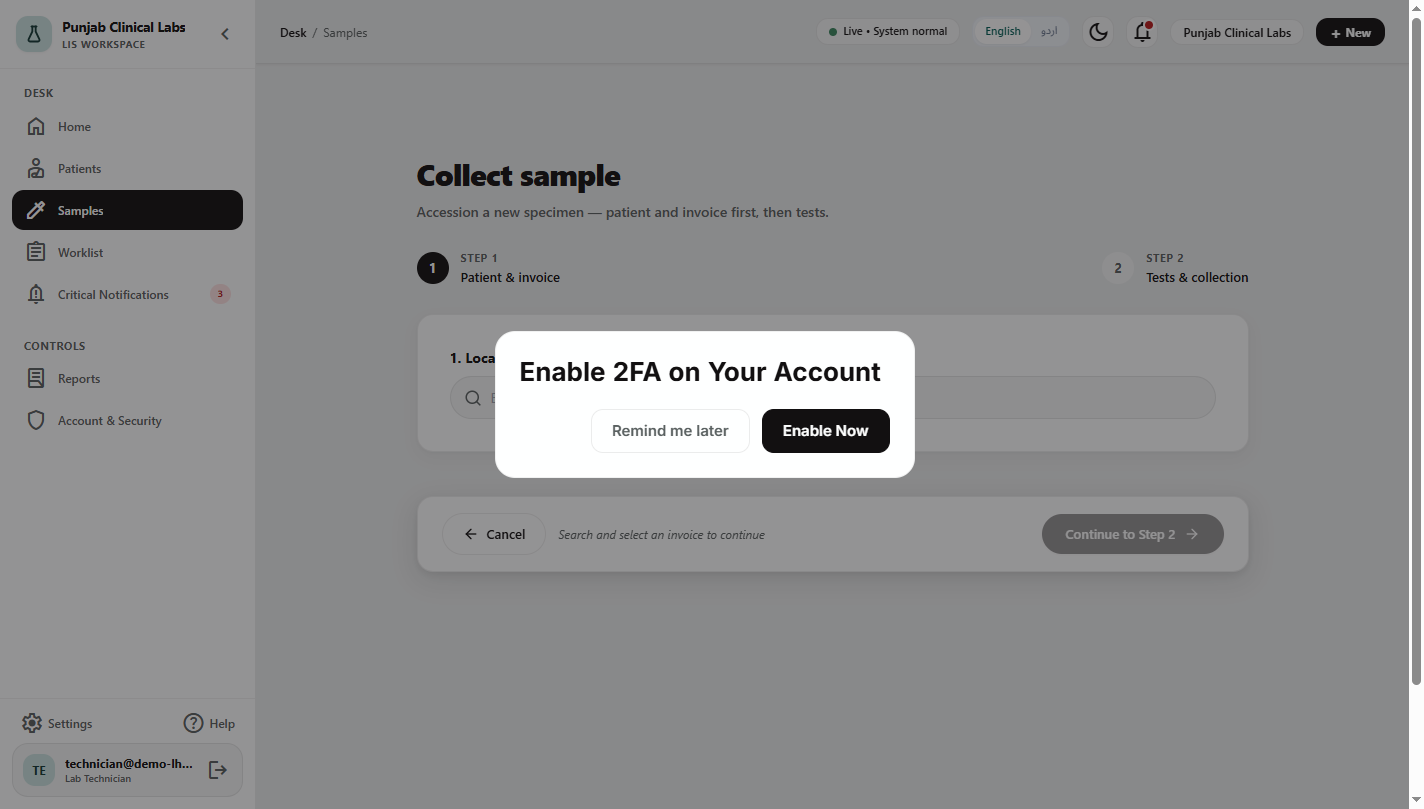 Punjab Clinical Labs
LIS WORKSPACE
DESK
Home
Patients
Samples
Worklist
Critical Notifications 3
CONTROLS
Reports
Account & Security
Settings Help
TE
technician@demo-lh...
Lab Technician
Desk / Samples
Live • System normal
English اردو
Punjab Clinical Labs
+ New
Collect sample
Accession a new specimen — patient and invoice first, then tests.
1 STEP 1
Patient & invoice
2 STEP 2
Tests & collection
1. Loca
Enable 2FA on Your Account
Remind me later Enable Now
Cancel Search and select an invoice to continue Continue to Step 2